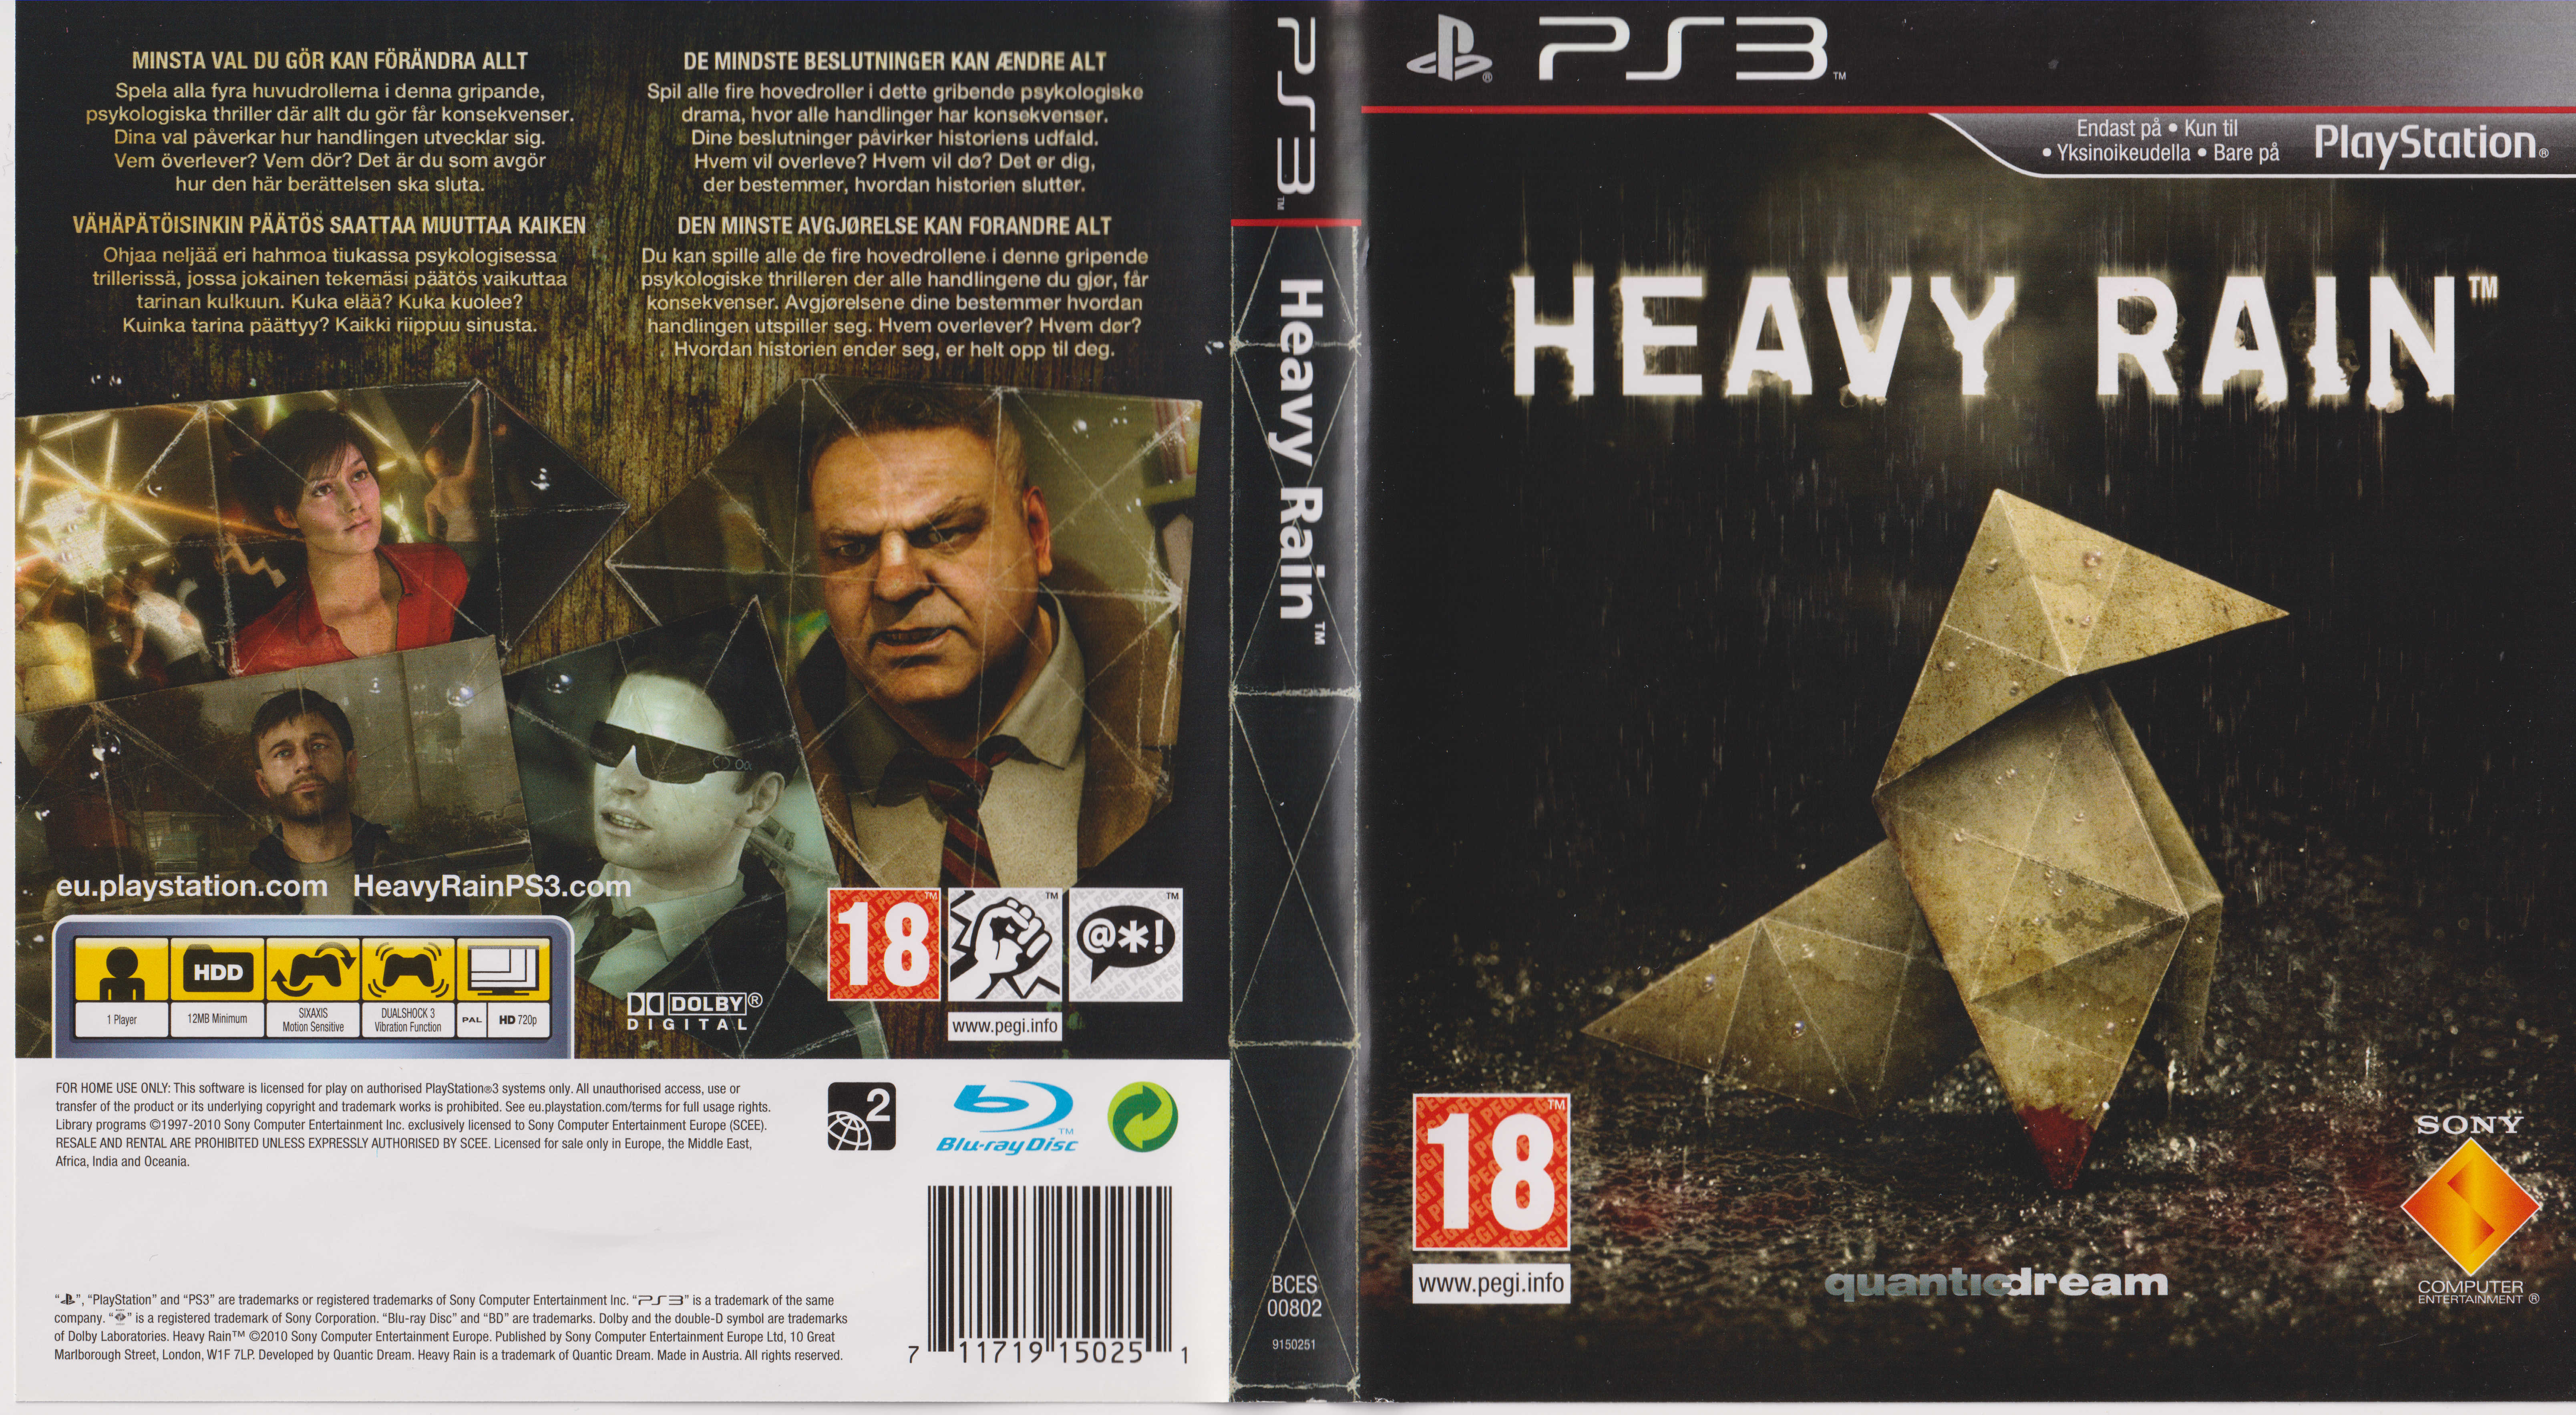 MINSTA VAL DU GÖR KAN FÖRÄNDRA ALLT
Spela alla fyra huvudrollerna i denna gripande,
psykologiska thriller där allt du gör får konsekvenser.
Dina val påverkar hur handlingen utvecklar sig.
Vem överlever? Vem dör? Det är du som avgör
hur den här berättelsen ska sluta.
DE MINDSTE BESLUTNINGER KAN ÆNDRE ALT
Spil alle fire hovedroller i dette gribende psykologiske
drama, hvor alle handlinger har konsekvenser.
Dine beslutninger påvirker historiens udfald.
Hvem vil overleve? Hvem vil dø? Det er dig,
der bestemmer, hvordan historien slutter.
VÄHÄPÄTÖISINKIN PÄÄTÖS SAATTAA MUUTTAA KAIKEN
Ohjaa neljää eri hahmoa tiukassa psykologisessa
trillerissä, jossa jokainen tekemäsi päätös vaikuttaa
tarinan kulkuun. Kuka elää? Kuka kuolee?
Kuinka tarina päättyy? Kaikki riippuu sinusta.
DEN MINSTE AVGJØRELSE KAN FORANDRE ALT
Du kan spille alle de fire hovedrollene i denne gripende
psykologiske thrilleren der alle handlingene du gjør, får
konsekvenser. Avgjørelsene dine bestemmer hvordan
handlingen utspiller seg. Hvem overlever? Hvem dør?
Hvordan historien ender seg, er helt opp til deg.
eu.playstation.com HeavyRainPS3.com
HDD
1 Player
12MB Minimum
SIXAXIS
Motion Sensitive
DUALSHOCK 3
Vibration Function
PAL
HD 720p
DOLBY®
DIGITAL
18™
™
@*!™
www.pegi.info
FOR HOME USE ONLY: This software is licensed for play on authorised PlayStation®3 systems only. All unauthorised access, use or
transfer of the product or its underlying copyright and trademark works is prohibited. See eu.playstation.com/terms for full usage rights.
Library programs ©1997-2010 Sony Computer Entertainment Inc. exclusively licensed to Sony Computer Entertainment Europe (SCEE).
RESALE AND RENTAL ARE PROHIBITED UNLESS EXPRESSLY AUTHORISED BY SCEE. Licensed for sale only in Europe, the Middle East,
Africa, India and Oceania.
2
Blu-ray Disc™
"", "PlayStation" and "PS3" are trademarks or registered trademarks of Sony Computer Entertainment Inc. "PS3" is a trademark of the same
company. "" is a registered trademark of Sony Corporation. "Blu-ray Disc" and "BD" are trademarks. Dolby and the double-D symbol are trademarks
of Dolby Laboratories. Heavy Rain™ ©2010 Sony Computer Entertainment Europe. Published by Sony Computer Entertainment Europe Ltd, 10 Great
Marlborough Street, London, W1F 7LP. Developed by Quantic Dream. Heavy Rain is a trademark of Quantic Dream. Made in Austria. All rights reserved.
7 11719 15025 1
PS3™
Heavy Rain™
BCES
00802
9150251
PS3™
Endast på • Kun til
• Yksinoikeudella • Bare på
PlayStation®
HEAVY RAIN™
18™
www.pegi.info
quanticdream
SONY
COMPUTER
ENTERTAINMENT®